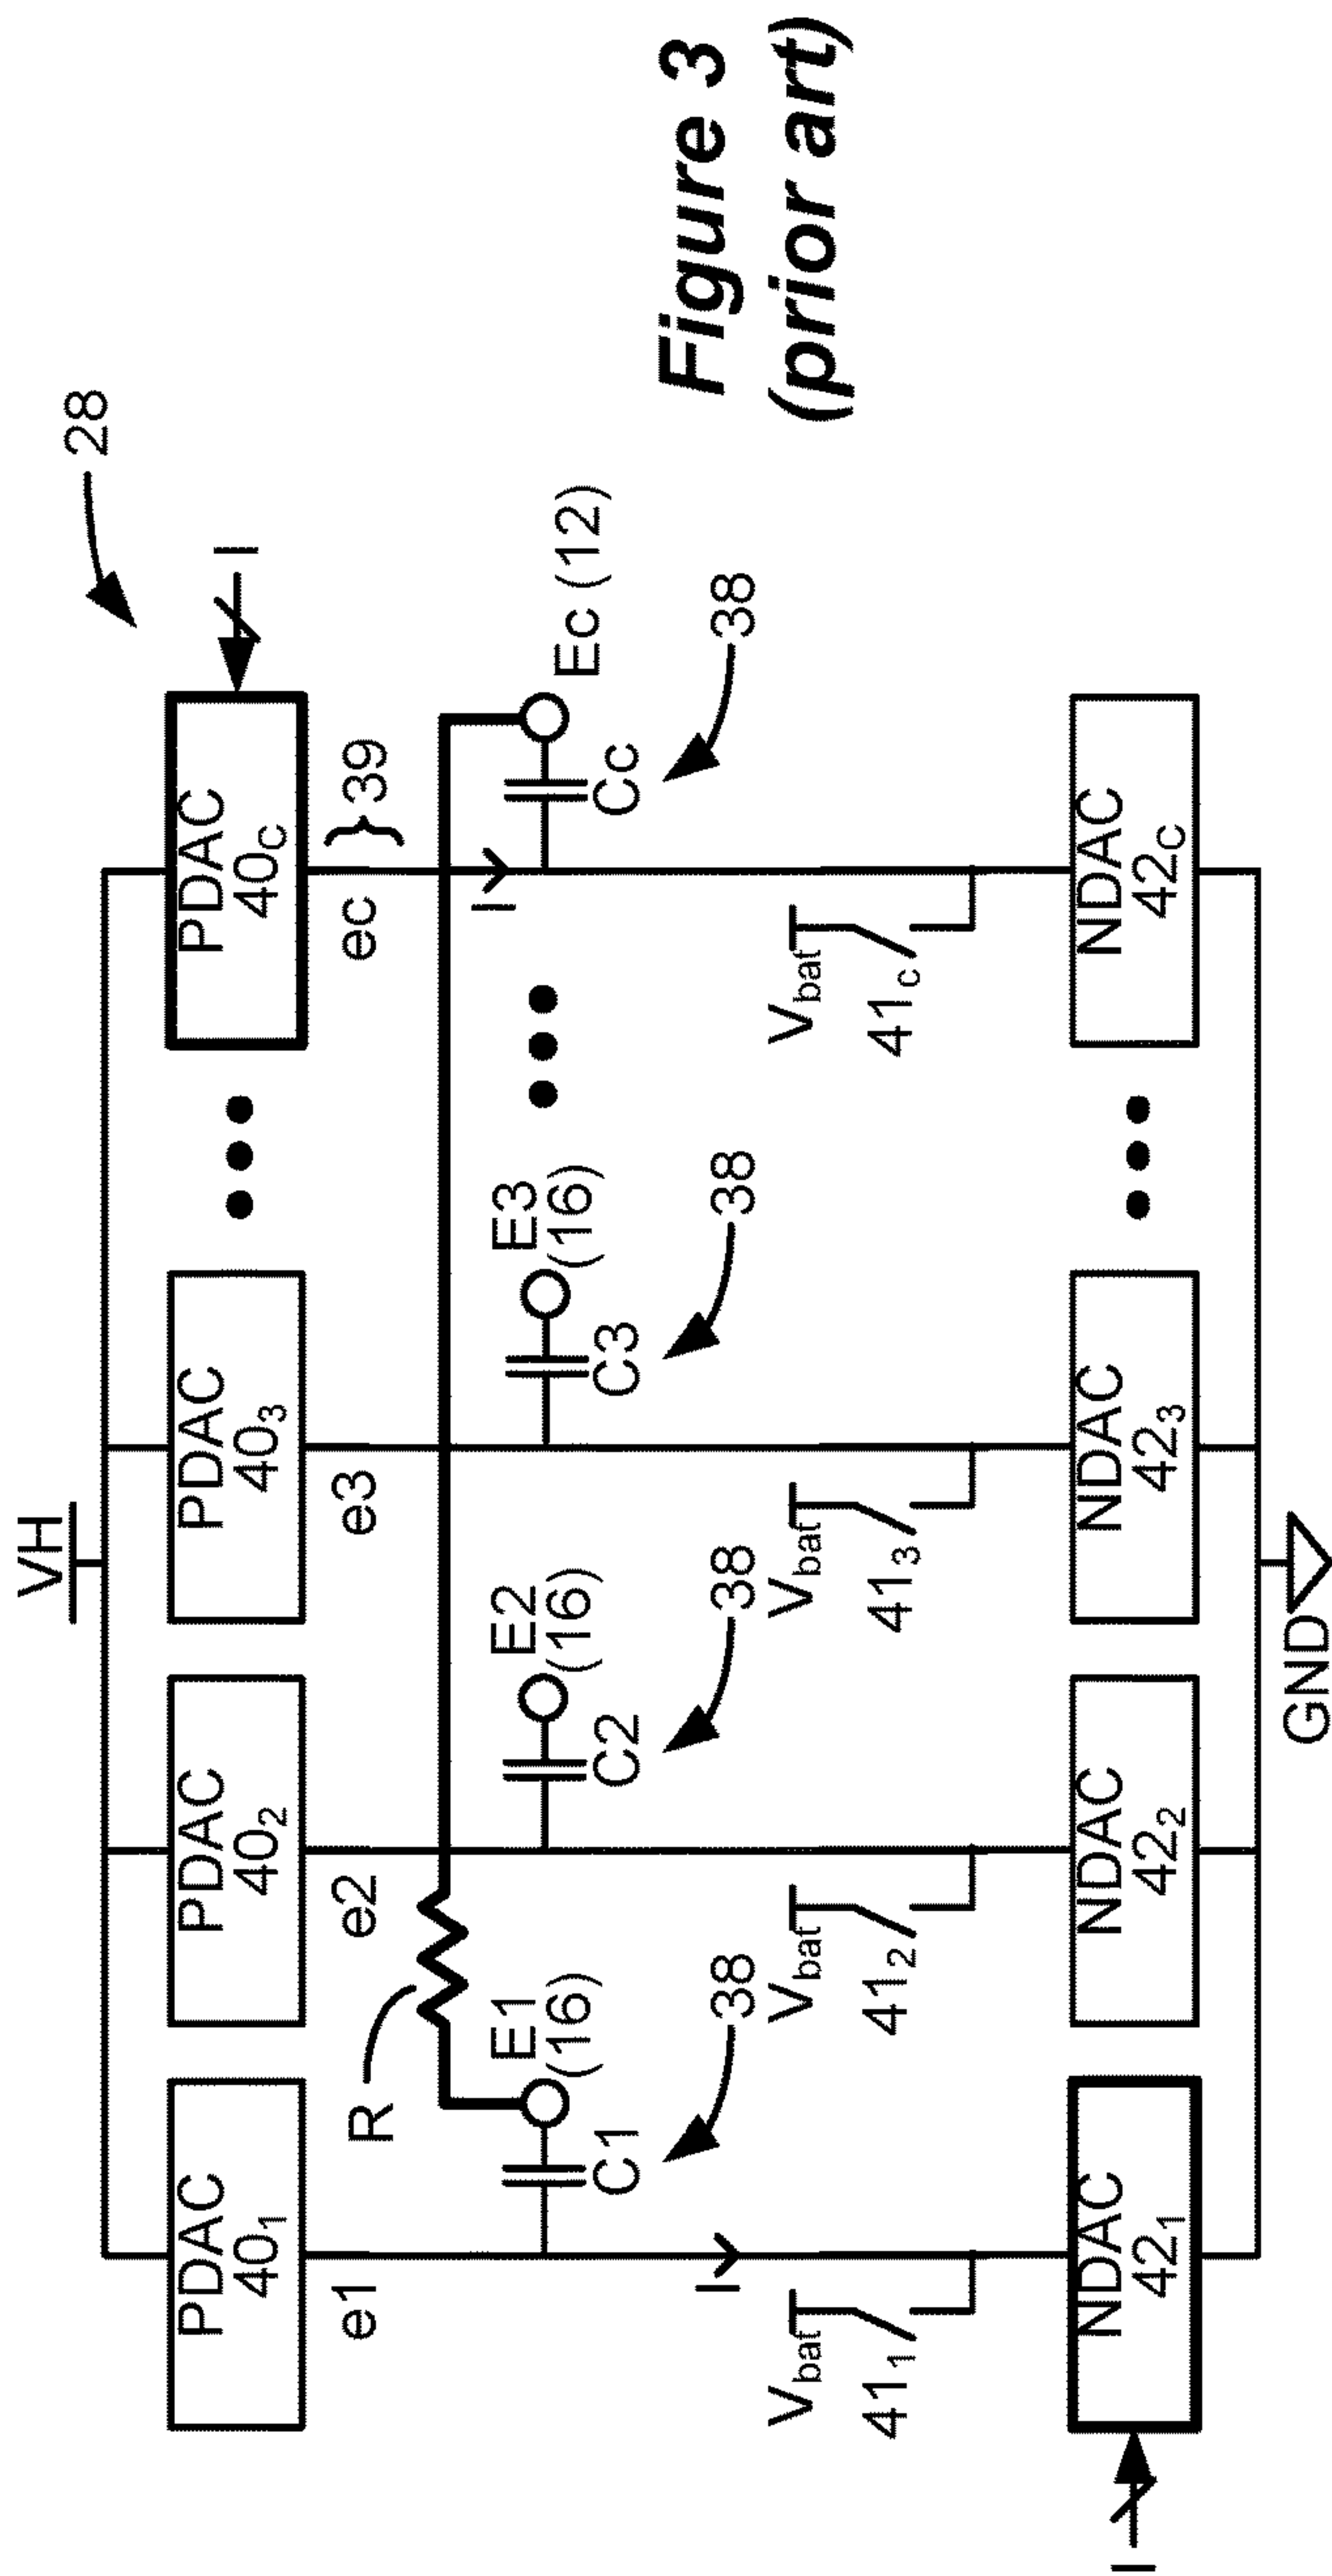 28
VH
PDAC
40₁
PDAC
40₂
PDAC
40₃
PDAC
40C
I
e1
e2
e3
ec
}39
R
I
E1
(16)
E2
(16)
E3
(16)
Ec (12)
C1
C2
C3
Cc
38
38
38
38
I
Vbat
Vbat
Vbat
Vbat
41₁
41₂
41₃
41c
I
NDAC
42₁
NDAC
42₂
NDAC
42₃
NDAC
42C
GND
Figure 3
(prior art)